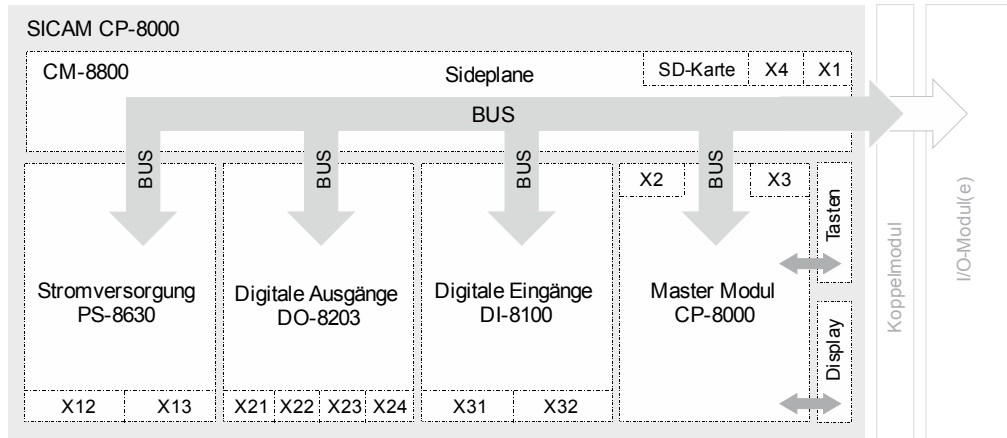 SICAM CP-8000
CM-8800
Sideplane
SD-Karte
X4
X1
BUS
BUS
BUS
BUS
BUS
X2
X3
Tasten
Stromversorgung
PS-8630
Digitale Ausgänge
DO-8203
Digitale Eingänge
DI-8100
Master Modul
CP-8000
Display
X12
X13
X21
X22
X23
X24
X31
X32
Koppelmodul
I/O-Modul(e)